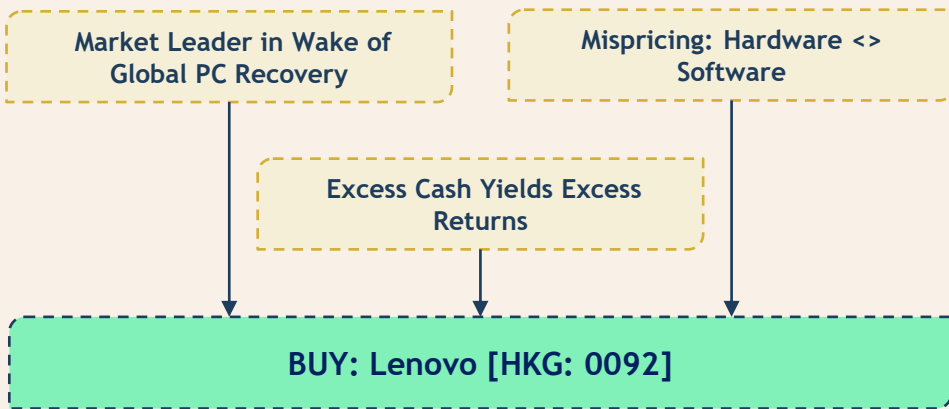 Market Leader in Wake of
Global PC Recovery
Mispricing: Hardware <>
Software
Excess Cash Yields Excess
Returns
BUY: Lenovo [HKG: 0092]